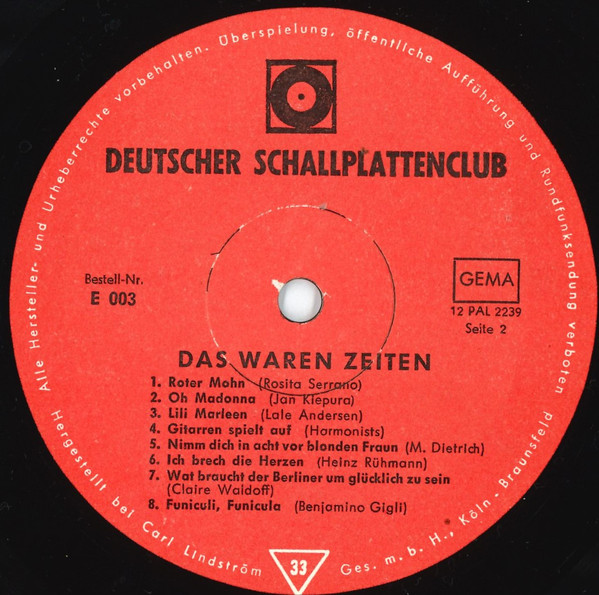 Alle Hersteller- und Urheberrechte vorbehalten. Überspielung, öffentliche Aufführung und Rundfunksendung verboten
DEUTSCHER SCHALLPLATTENCLUB
Bestell-Nr.
E 003
GEMA
12 PAL 2239
Seite 2
DAS WAREN ZEITEN
1. Roter Mohn (Rosita Serrano)
2. Oh Madonna (Jan Kiepura)
3. Lili Marleen (Lale Andersen)
4. Gitarren spielt auf (Hormonists)
5. Nimm dich in acht vor blonden Fraun (M. Dietrich)
6. Ich brech die Herzen (Heinz Rühmann)
7. Wat braucht der Berliner um glücklich zu sein
(Claire Waldoff)
8. Funiculi, Funicula (Benjamino Gigli)
33
Hergestellt bei Carl Lindström Ges. m. b. H., Köln - Braunsfeld